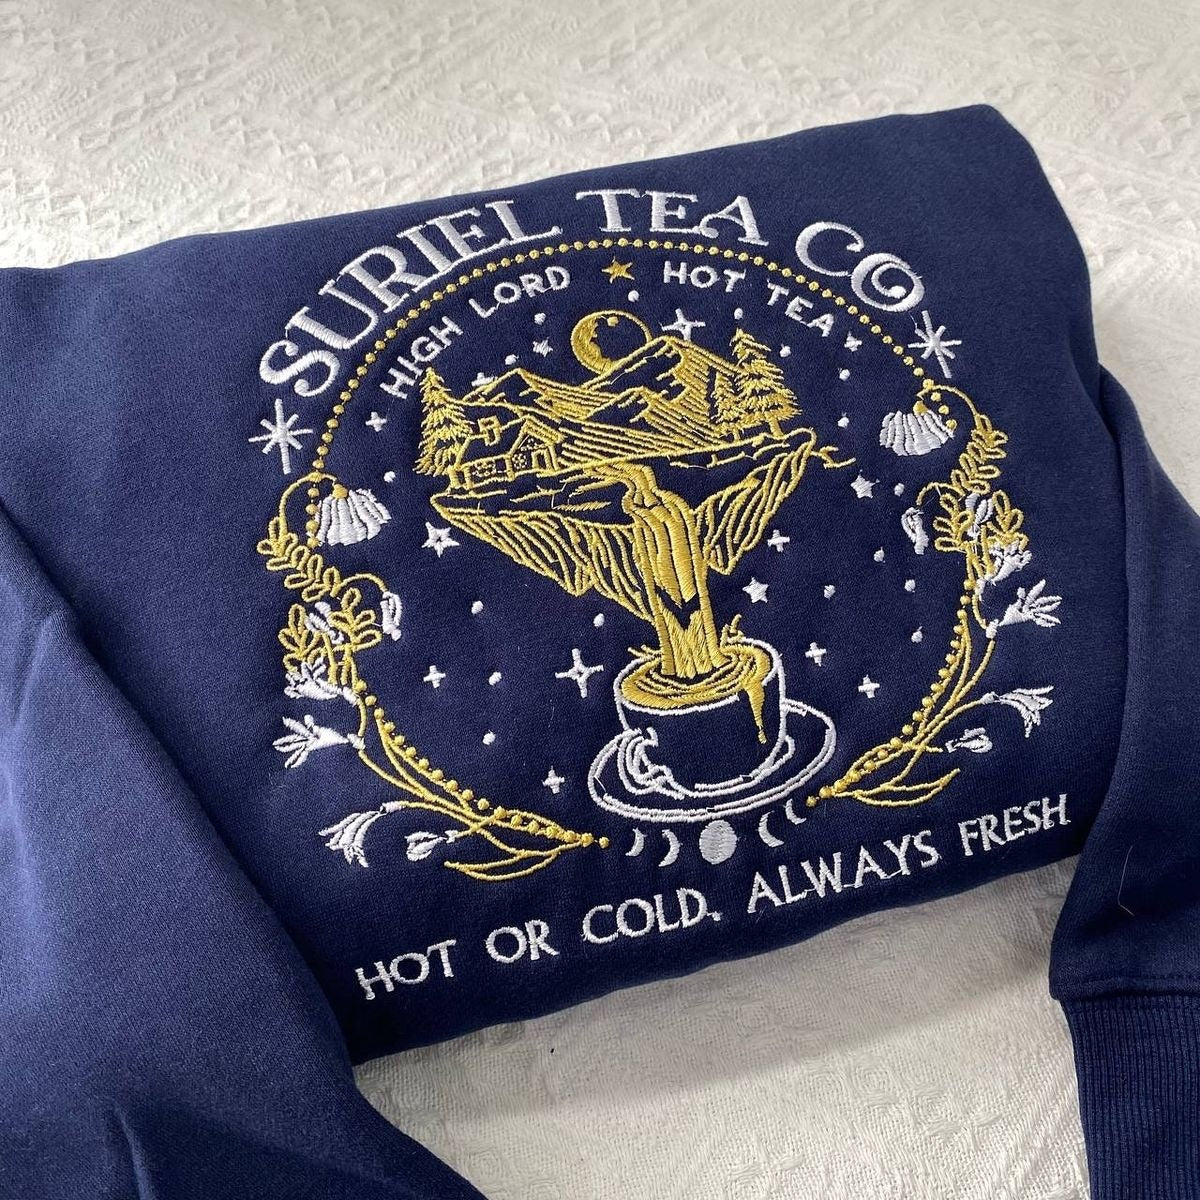 SURIEL TEA CO
HIGH LORD HOT TEA
HOT OR COLD, ALWAYS FRESH